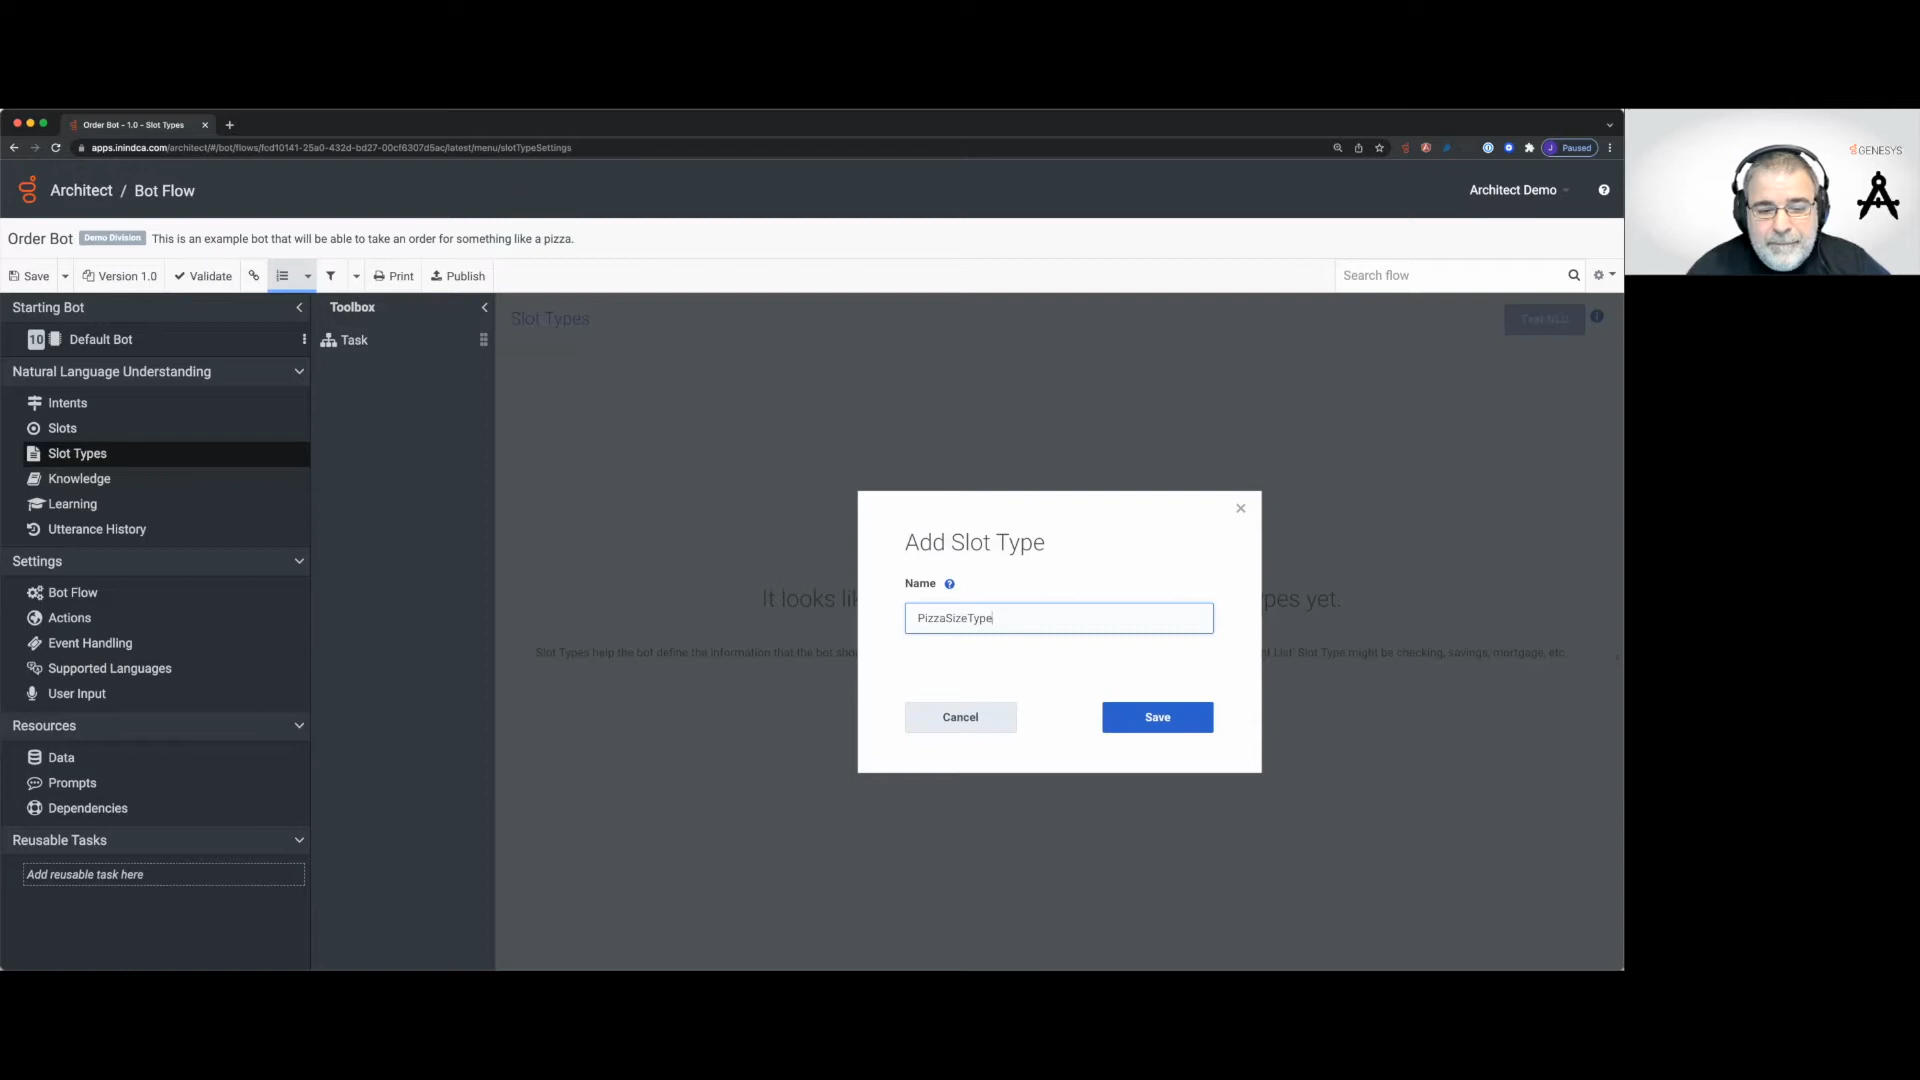 Order Bot - 1.0 - Slot Types
apps.inindca.com/architect/#/bot/flows/fcd10141-25a0-432d-bd27-00cf6307d5ac/latest/menu/slotTypeSettings
J Paused
GENESYS
Architect / Bot Flow
Architect Demo
Order Bot Demo Division This is an example bot that will be able to take an order for something like a pizza.
Save Version 1.0 Validate Print Publish Search flow
Starting Bot
10 Default Bot
Natural Language Understanding
Intents
Slots
Slot Types
Knowledge
Learning
Utterance History
Settings
Bot Flow
Actions
Event Handling
Supported Languages
User Input
Resources
Data
Prompts
Dependencies
Reusable Tasks
Add reusable task here
Toolbox
Task
Slot Types
Test NLU
It looks li
pes yet.
Slot Types help the bot define the information that the bot sho
nt List' Slot Type might be checking, savings, mortgage, etc.
Add Slot Type
Name
PizzaSizeType
Cancel Save